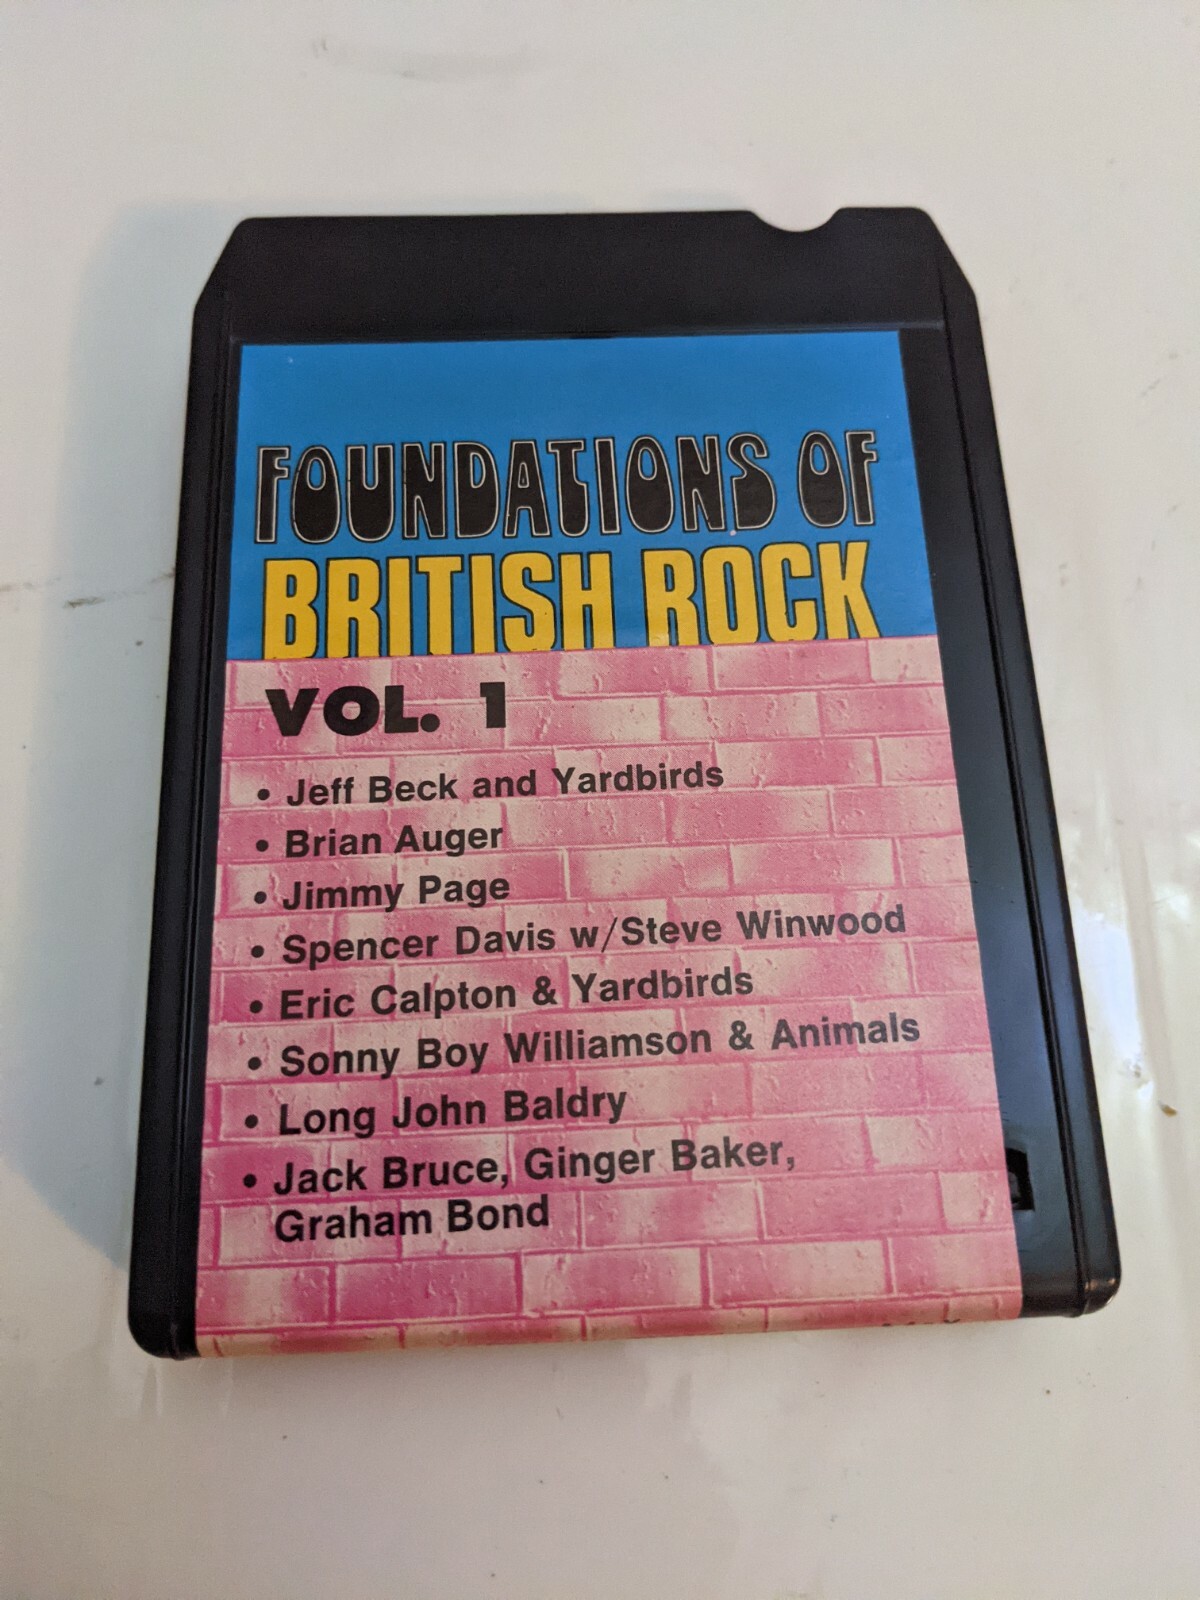 FOUNDATIONS OF
BRITISH ROCK
VOL. 1
• Jeff Beck and Yardbirds
• Brian Auger
• Jimmy Page
• Spencer Davis w/Steve Winwood
• Eric Calpton & Yardbirds
• Sonny Boy Williamson & Animals
• Long John Baldry
• Jack Bruce, Ginger Baker,
Graham Bond